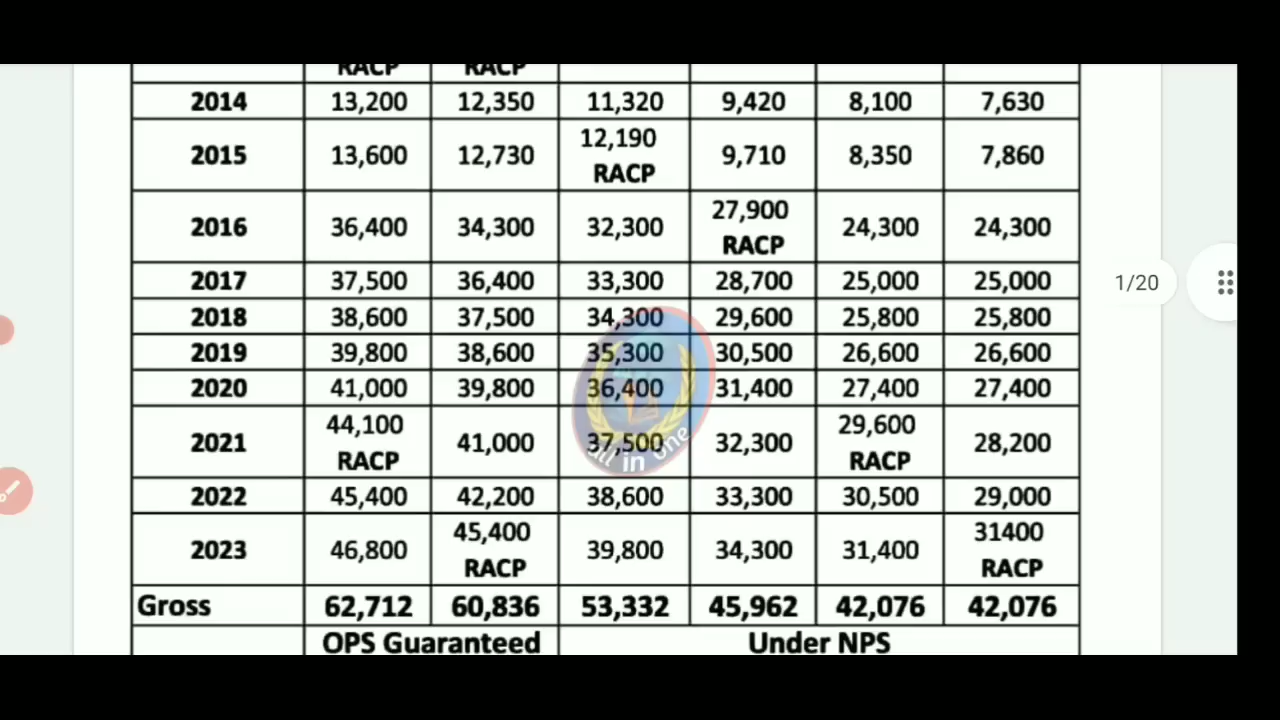 RACP RACP
2014 13,200 12,350 11,320 9,420 8,100 7,630
12,190
2015 13,600 12,730 RACP 9,710 8,350 7,860
27,900
2016 36,400 34,300 32,300 RACP 24,300 24,300
2017 37,500 36,400 33,300 28,700 25,000 25,000
1/20
2018 38,600 37,500 34,300 29,600 25,800 25,800
2019 39,800 38,600 35,300 30,500 26,600 26,600
2020 41,000 39,800 36,400 31,400 27,400 27,400
44,100 29,600
2021 RACP 41,000 37,500 32,300 RACP 28,200
all in one
2022 45,400 42,200 38,600 33,300 30,500 29,000
45,400 31400
2023 46,800 RACP 39,800 34,300 31,400 RACP
Gross 62,712 60,836 53,332 45,962 42,076 42,076
OPS Guaranteed Under NPS